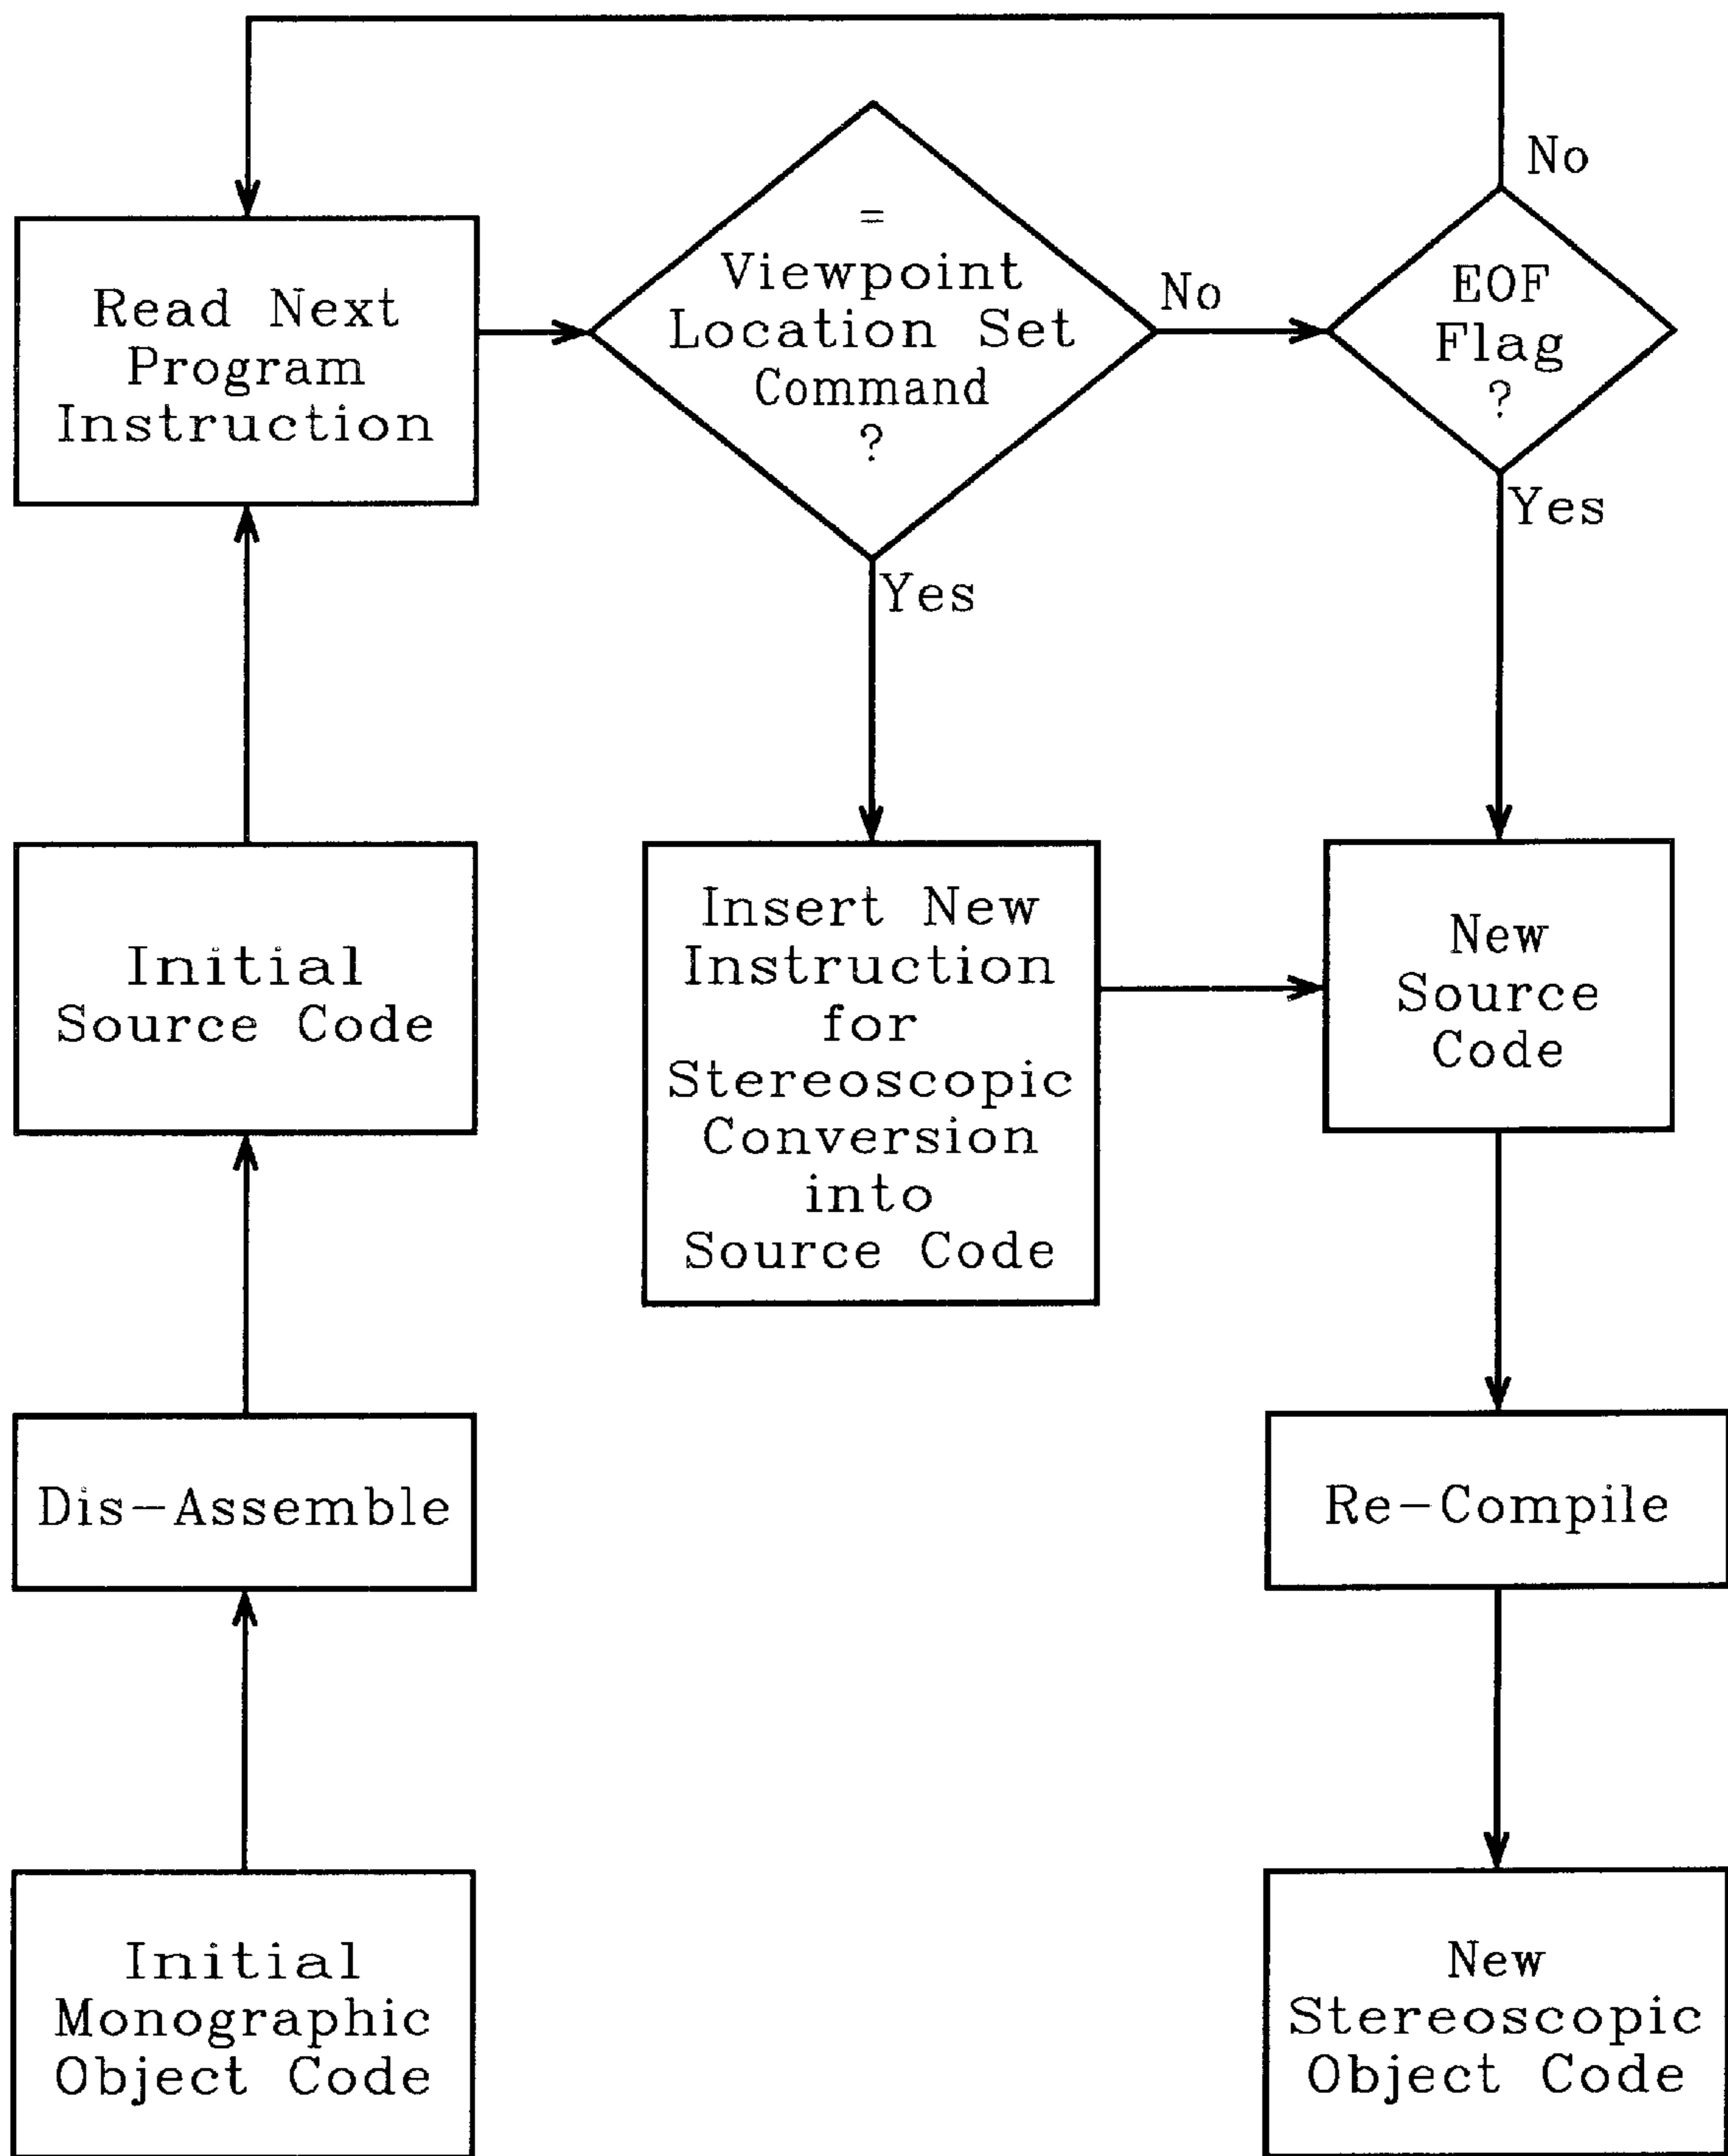 No
Read Next
Program
Instruction
=
Viewpoint
Location Set
Command
?
No
EOF
Flag
?
Yes
Yes
Initial
Source Code
Insert New
Instruction
for
Stereoscopic
Conversion
into
Source Code
New
Source
Code
Dis-Assemble
Re-Compile
Initial
Monographic
Object Code
New
Stereoscopic
Object Code